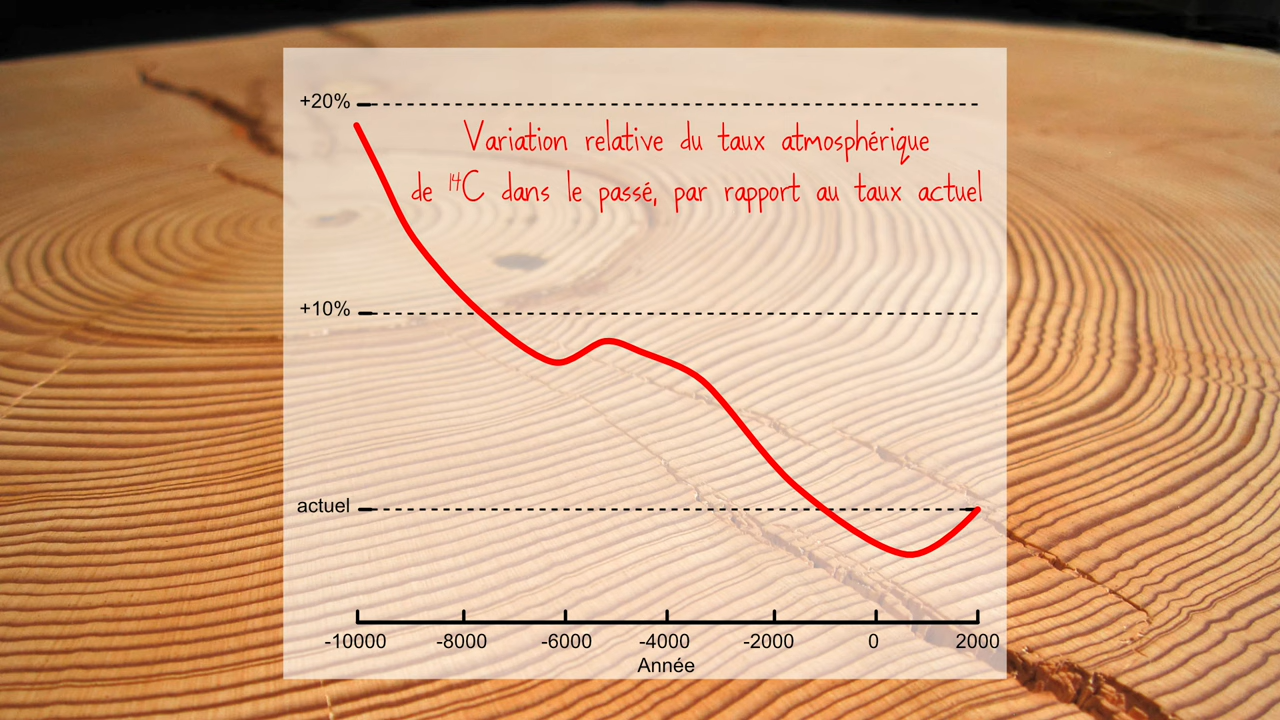 +20%
Variation relative du taux atmosphérique
de ¹⁴C dans le passé, par rapport au taux actuel
+10%
actuel
-10000 -8000 -6000 -4000 -2000 0 2000
Année